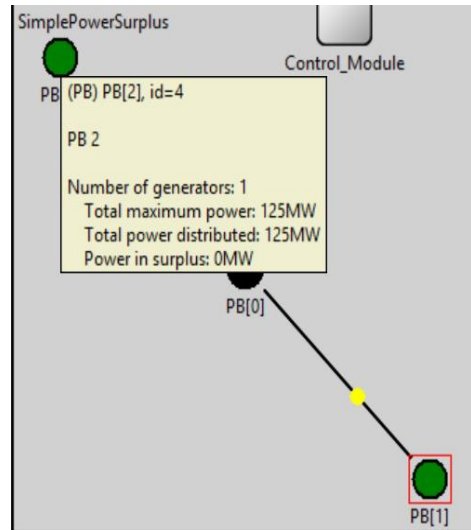 SimplePowerSurplus
Control_Module
PB
(PB) PB[2], id=4
PB 2
Number of generators: 1
Total maximum power: 125MW
Total power distributed: 125MW
Power in surplus: 0MW
PB[0]
PB[1]